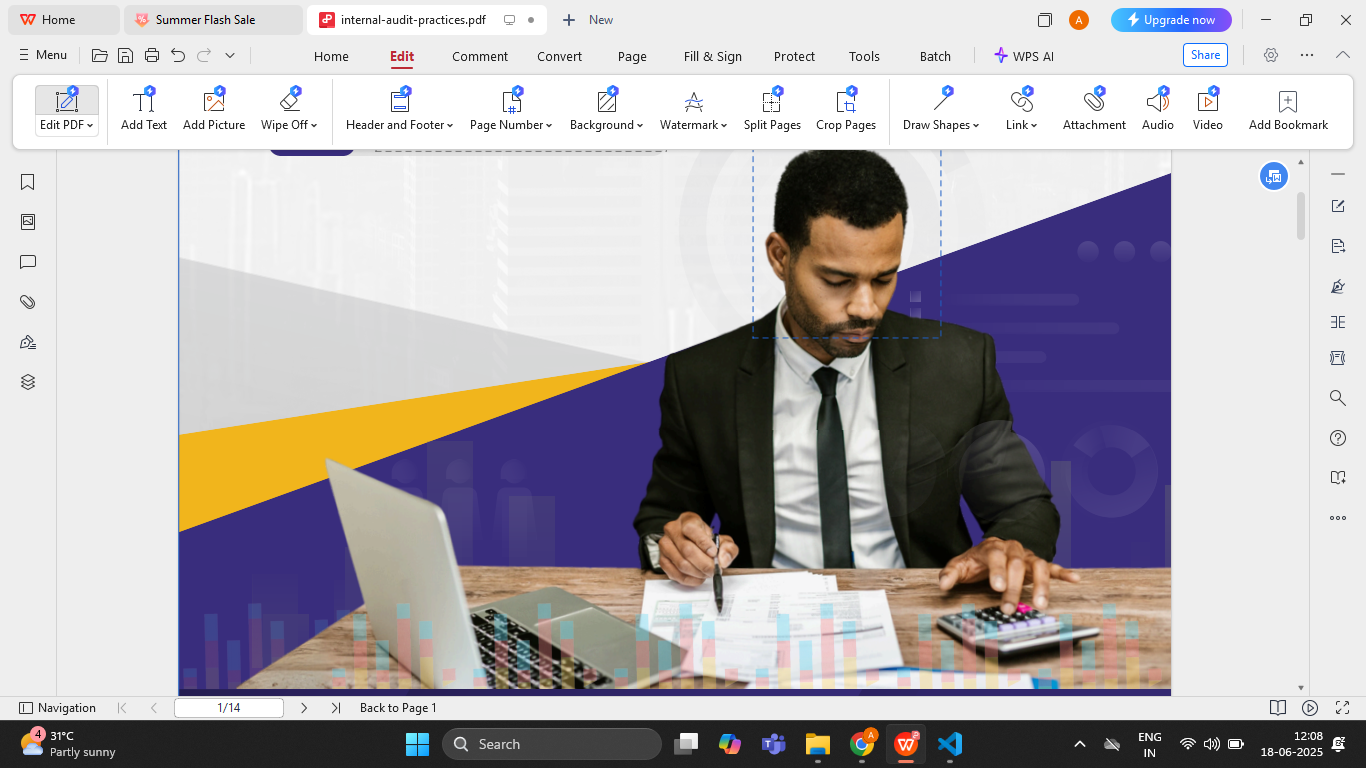 Home
Summer Flash Sale
internal-audit-practices.pdf
New
A
Upgrade now
Menu
Home
Edit
Comment
Convert
Page
Fill & Sign
Protect
Tools
Batch
WPS AI
Share
Edit PDF
Add Text
Add Picture
Wipe Off
Header and Footer
Page Number
Background
Watermark
Split Pages
Crop Pages
Draw Shapes
Link
Attachment
Audio
Video
Add Bookmark
Navigation
1/14
Back to Page 1
4
31°C
Partly sunny
Search
A
ENG
IN
12:08
18-06-2025